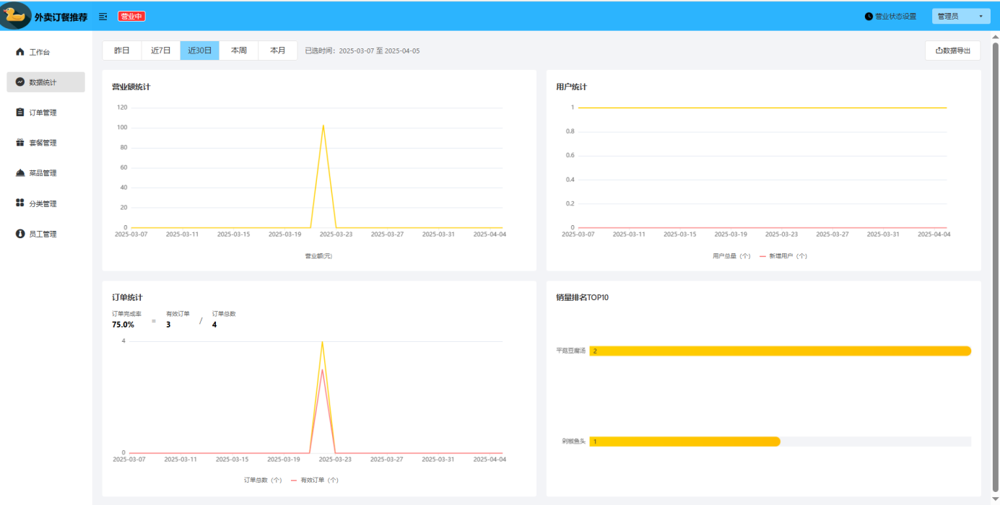 外卖订餐推荐 营业中 营业状态设置 管理员
工作台
数据统计
订单管理
套餐管理
菜品管理
分类管理
员工管理
昨日 近7日 近30日 本周 本月 已选时间：2025-03-07 至 2025-04-05 数据导出
营业额统计
120
100
80
60
40
20
0
2025-03-07 2025-03-11 2025-03-15 2025-03-19 2025-03-23 2025-03-27 2025-03-31 2025-04-04
营业额(元)
用户统计
1
0.8
0.6
0.4
0.2
0
2025-03-07 2025-03-11 2025-03-15 2025-03-19 2025-03-23 2025-03-27 2025-03-31 2025-04-04
用户总量（个） 新增用户（个）
订单统计
订单完成率 有效订单 订单总数
75.0% = 3 / 4
4
0
2025-03-07 2025-03-11 2025-03-15 2025-03-19 2025-03-23 2025-03-27 2025-03-31 2025-04-04
订单总数（个） 有效订单（个）
销量排名TOP10
平菇豆腐汤 2
剁椒鱼头 1